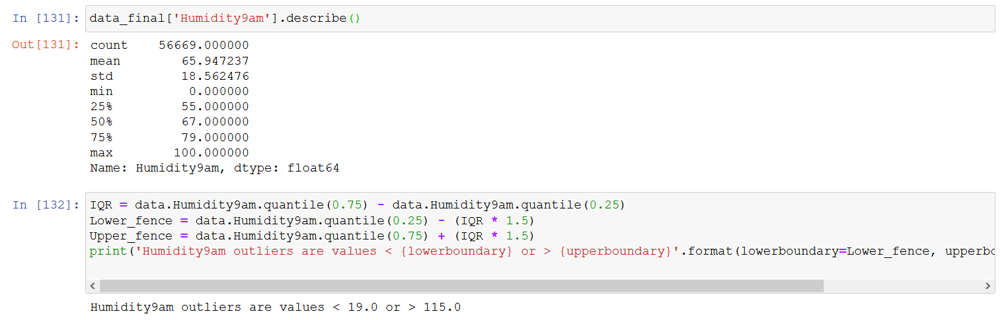 In [131]: data_final['Humidity9am'].describe()
Out[131]: count    56669.000000
mean       65.947237
std        18.562476
min         0.000000
25%        55.000000
50%        67.000000
75%        79.000000
max       100.000000
Name: Humidity9am, dtype: float64
In [132]: IQR = data.Humidity9am.quantile(0.75) - data.Humidity9am.quantile(0.25)
Lower_fence = data.Humidity9am.quantile(0.25) - (IQR * 1.5)
Upper_fence = data.Humidity9am.quantile(0.75) + (IQR * 1.5)
print('Humidity9am outliers are values < {lowerboundary} or > {upperboundary}'.format(lowerboundary=Lower_fence,
Humidity9am outliers are values < 19.0 or > 115.0